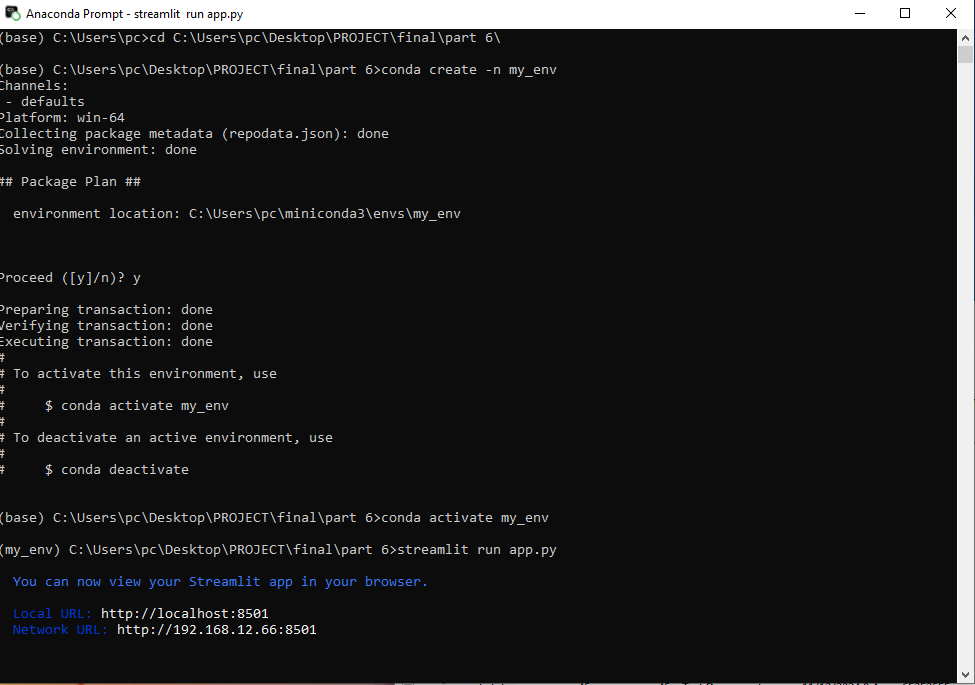 Anaconda Prompt - streamlit run app.py
(base) C:\Users\pc>cd C:\Users\pc\Desktop\PROJECT\final\part 6\
(base) C:\Users\pc\Desktop\PROJECT\final\part 6>conda create -n my_env
Channels:
- defaults
Platform: win-64
Collecting package metadata (repodata.json): done
Solving environment: done
## Package Plan ##
environment location: C:\Users\pc\miniconda3\envs\my_env
Proceed ([y]/n)? y
Preparing transaction: done
Verifying transaction: done
Executing transaction: done
#
# To activate this environment, use
#
#     $ conda activate my_env
#
# To deactivate an active environment, use
#
#     $ conda deactivate
(base) C:\Users\pc\Desktop\PROJECT\final\part 6>conda activate my_env
(my_env) C:\Users\pc\Desktop\PROJECT\final\part 6>streamlit run app.py
You can now view your Streamlit app in your browser.
Local URL: http://localhost:8501
Network URL: http://192.168.12.66:8501